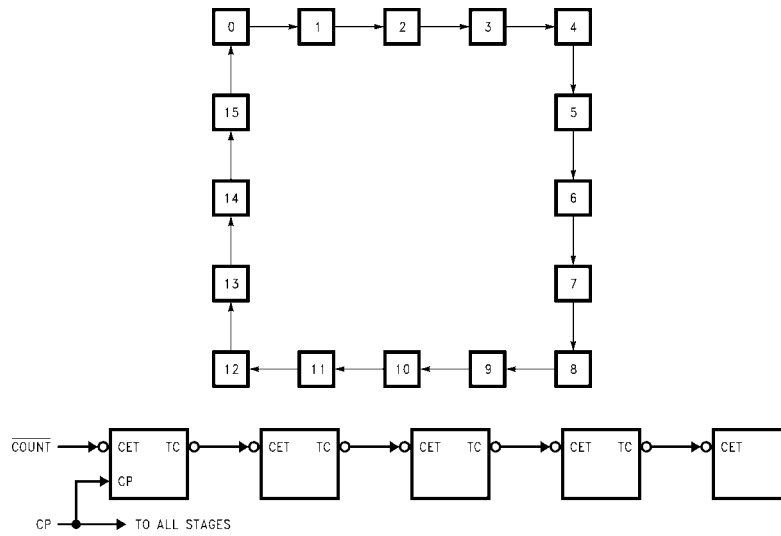 0 1 2 3 4
15 5
14 6
13 7
12 11 10 9 8
COUNT CET TC CET TC CET TC CET TC CET
CP
CP TO ALL STAGES